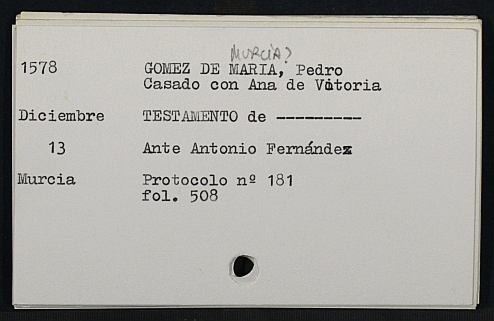 MURCIA?
1578 GOMEZ DE MARIA, Pedro
Casado con Ana de Vitoria
Diciembre TESTAMENTO de ---------
13 Ante Antonio Fernández
Murcia Protocolo nº 181
fol. 508